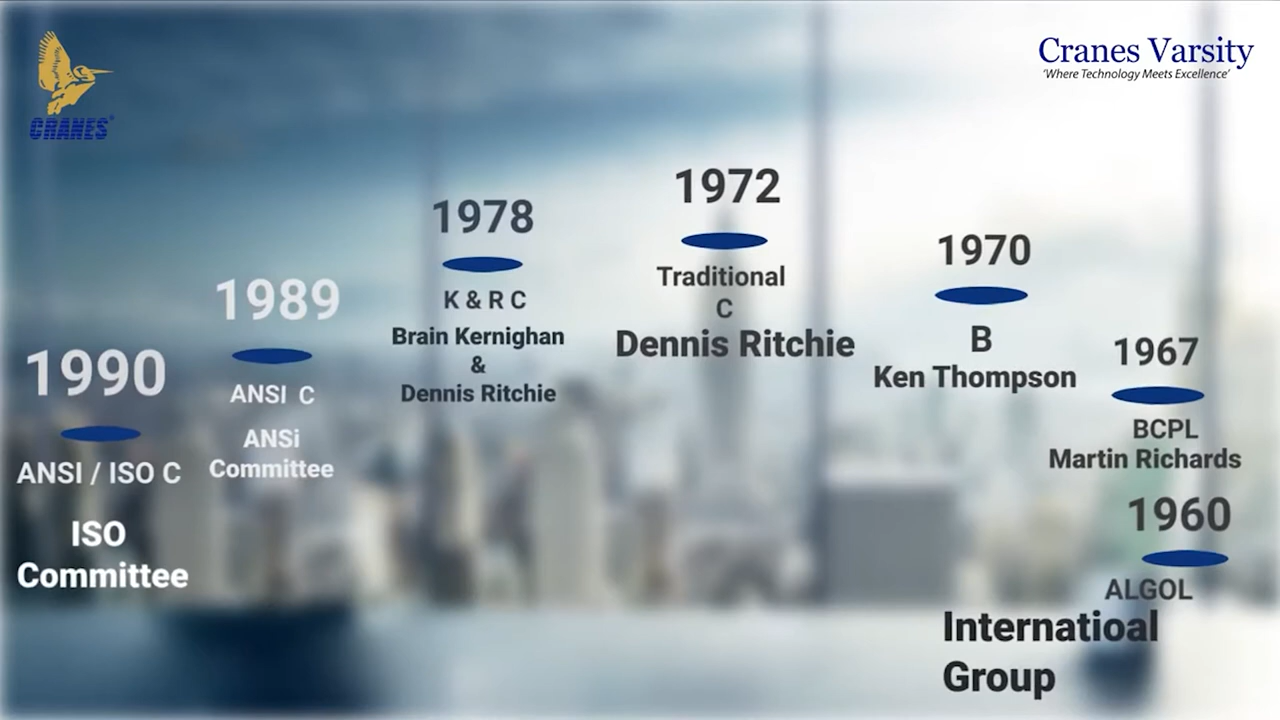 CRANES
Cranes Varsity
'Where Technology Meets Excellence'
1990
ANSI / ISO C
ISO
Committee
1989
ANSI C
ANSi
Committee
1978
K & R C
Brain Kernighan
&
Dennis Ritchie
1972
Traditional
C
Dennis Ritchie
1970
B
Ken Thompson
1967
BCPL
Martin Richards
1960
ALGOL
Internatioal
Group